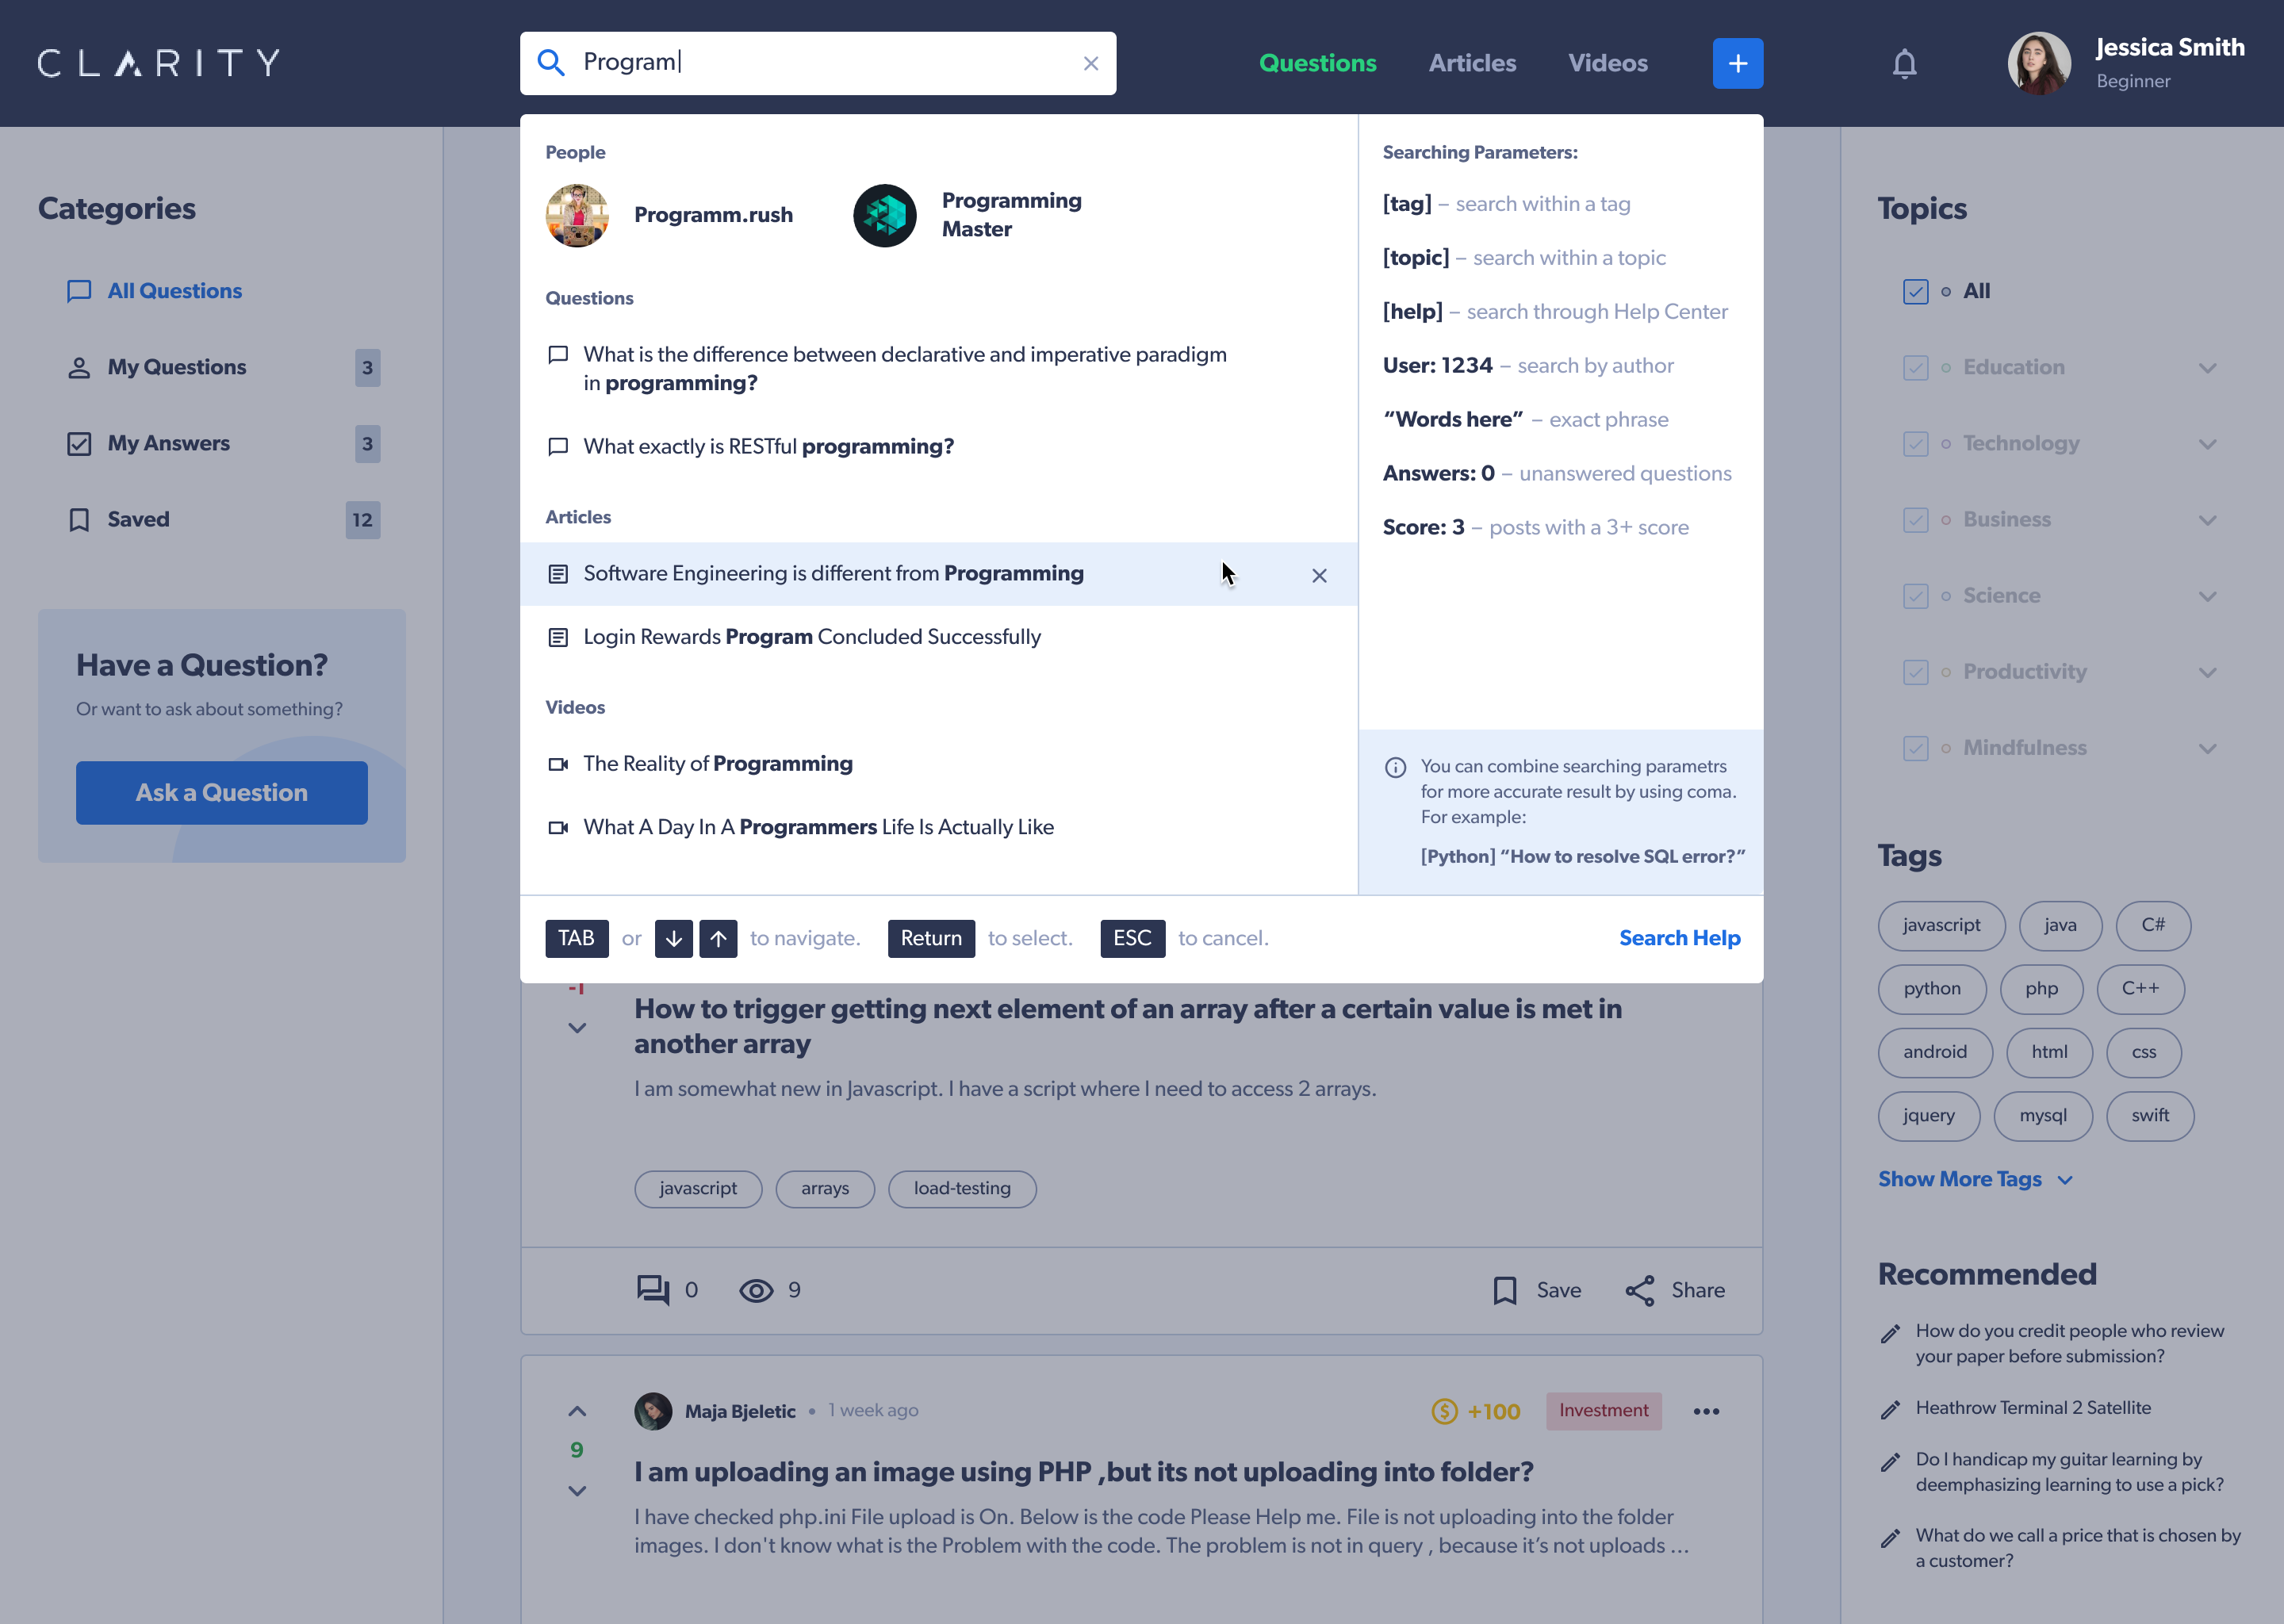 CLARITY
Program
Questions
Articles
Videos
+
Jessica Smith
Beginner
Categories
All Questions
My Questions 3
My Answers 3
Saved 12
Have a Question?
Or want to ask about something?
Ask a Question
People
Programm.rush
Programming
Master
Questions
What is the difference between declarative and imperative paradigm
in programming?
What exactly is RESTful programming?
Articles
Software Engineering is different from Programming
Login Rewards Program Concluded Successfully
Videos
The Reality of Programming
What A Day In A Programmers Life Is Actually Like
Searching Parameters:
[tag] – search within a tag
[topic] – search within a topic
[help] – search through Help Center
User: 1234 – search by author
“Words here” – exact phrase
Answers: 0 – unanswered questions
Score: 3 – posts with a 3+ score
You can combine searching parametrs
for more accurate result by using coma.
For example:
[Python] “How to resolve SQL error?”
TAB or ↓ ↑ to navigate. Return to select. ESC to cancel.
Search Help
-1
How to trigger getting next element of an array after a certain value is met in
another array
I am somewhat new in Javascript. I have a script where I need to access 2 arrays.
javascript arrays load-testing
0 9 Save Share
Maja Bjeletic • 1 week ago
+100 Investment
9
I am uploading an image using PHP ,but its not uploading into folder?
I have checked php.ini File upload is On. Below is the code Please Help me. File is not uploading into the folder
images. I don't know what is the Problem with the code. The problem is not in query , because it’s not uploads ...
Topics
All
Education
Technology
Business
Science
Productivity
Mindfulness
Tags
javascript java C#
python php C++
android html css
jquery mysql swift
Show More Tags
Recommended
How do you credit people who review
your paper before submission?
Heathrow Terminal 2 Satellite
Do I handicap my guitar learning by
deemphasizing learning to use a pick?
What do we call a price that is chosen by
a customer?